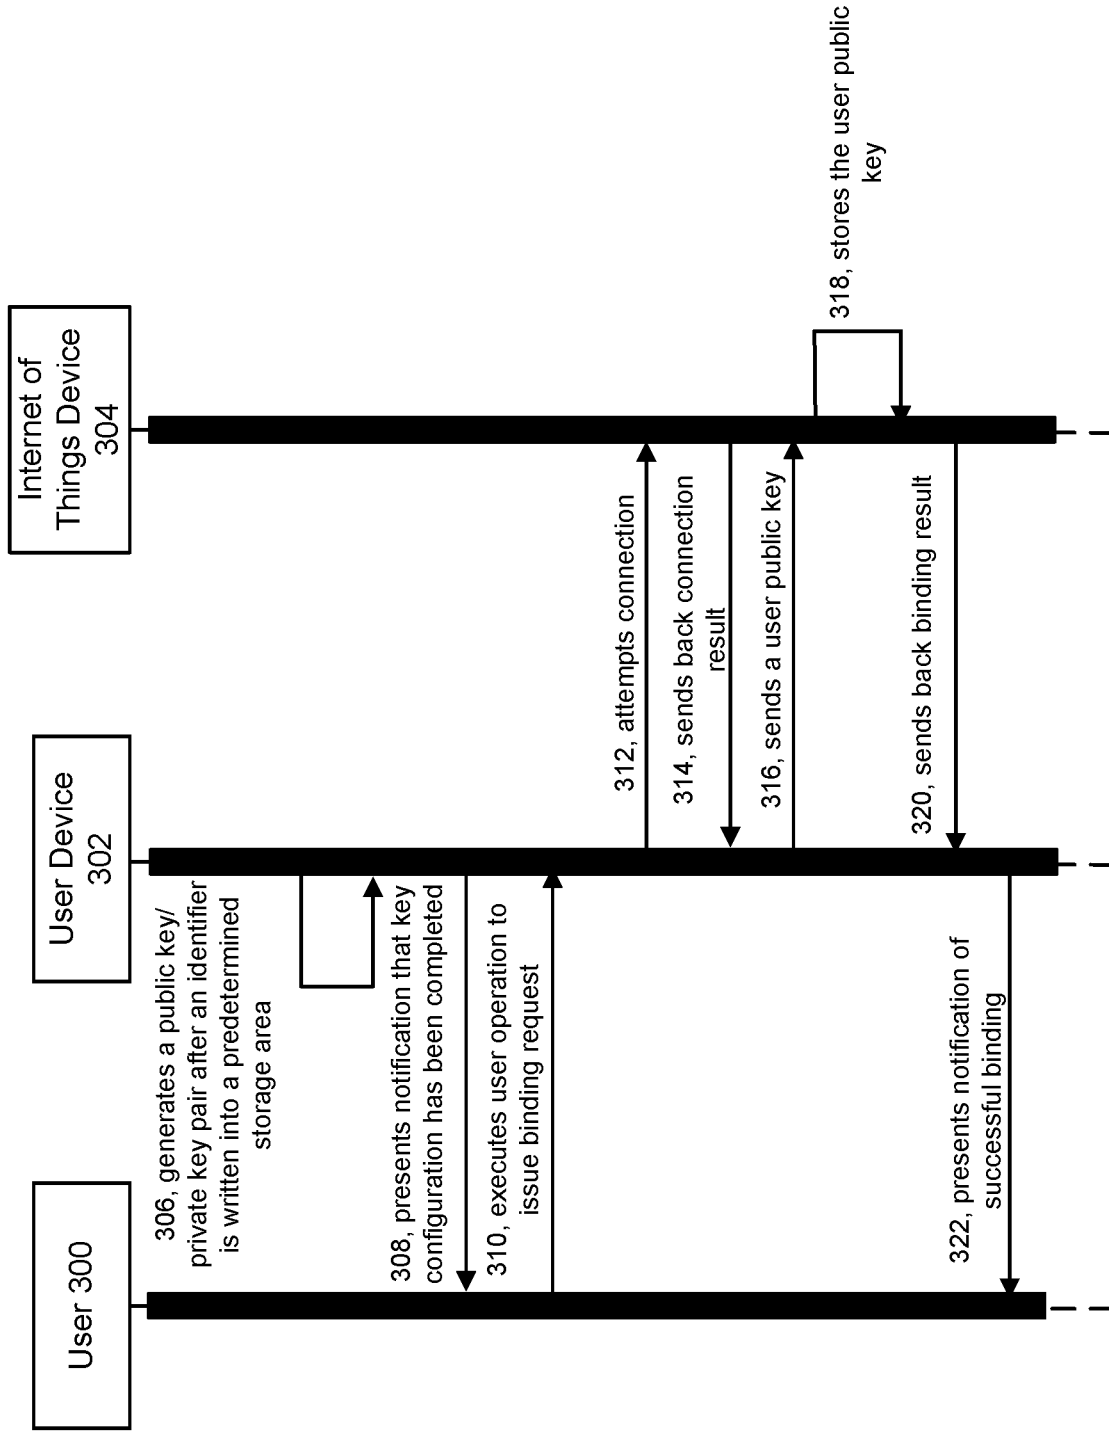 User 300
User Device
302
Internet of
Things Device
304
306, generates a public key/
private key pair after an identifier
is written into a predetermined
storage area
308, presents notification that key
configuration has been completed
310, executes user operation to
issue binding request
312, attempts connection
314, sends back connection
result
316, sends a user public key
318, stores the user public
key
320, sends back binding result
322, presents notification of
successful binding